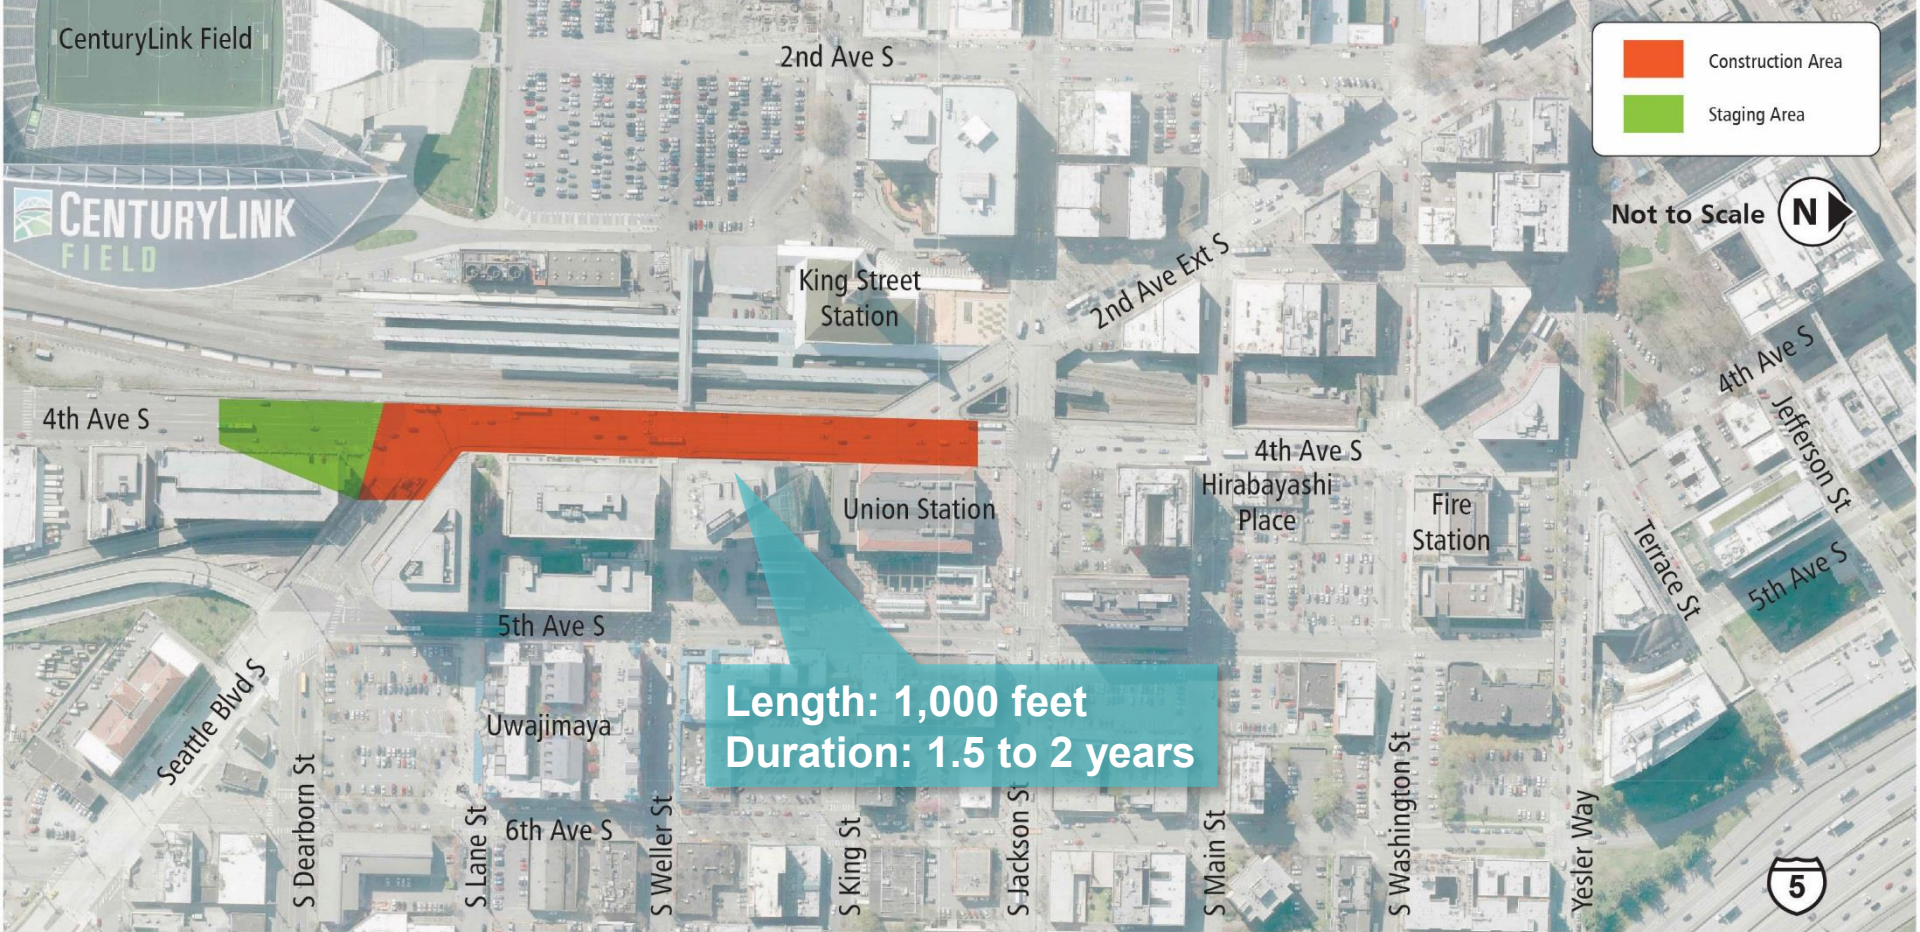 CenturyLink Field
2nd Ave S
Construction Area
Staging Area
CENTURYLINK
FIELD
Not to Scale
N
2nd Ave Ext S
King Street
Station
4th Ave S
Jefferson St
4th Ave S
4th Ave S
Hirabayashi
Place
Union Station
Fire
Station
Terrace St
5th Ave S
5th Ave S
Seattle Blvd S
Uwajimaya
Length: 1,000 feet
Duration: 1.5 to 2 years
6th Ave S
S Dearborn St
S Lane St
S Weller St
S King St
S Jackson St
S Main St
S Washington St
Yesler Way
5